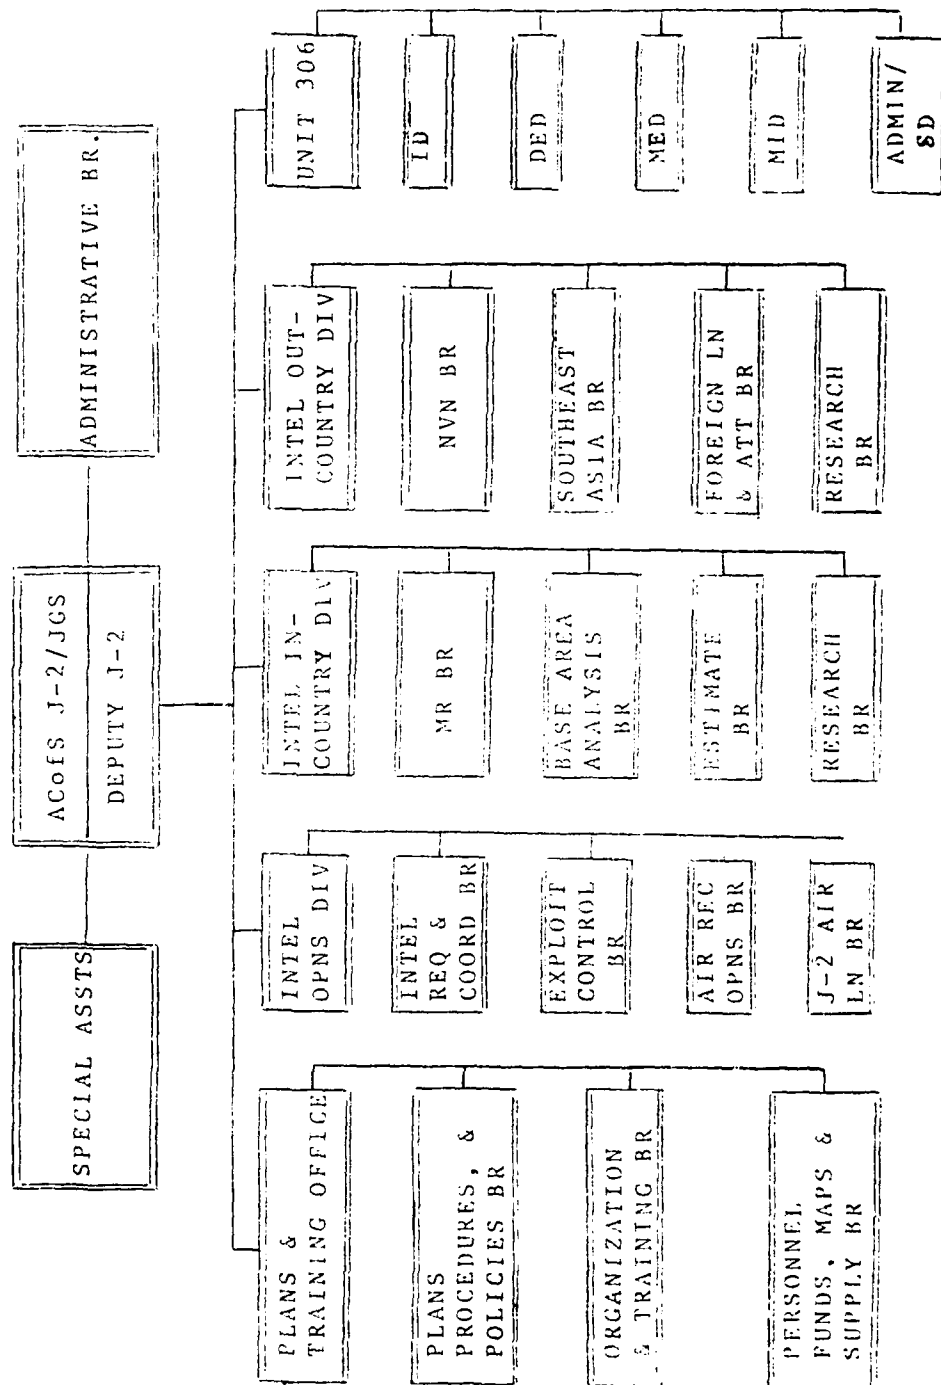 SPECIAL ASSTS
ACofS J-2/JGS
DEPUTY J-2
ADMINISTRATIVE BR.
PLANS &
TRAINING OFFICE
PLANS
PROCEDURES, &
POLICIES BR
ORGANIZATION
& TRAINING BR
PERSONNEL
FUNDS, MAPS &
SUPPLY BR
INTEL
OPNS DIV
INTEL
REQ &
COORD BR
EXPLOIT
CONTROL
BR
AIR REC
OPNS BR
J-2 AIR
LN BR
INTEL IN-
COUNTRY DIV
MR BR
BASE AREA
ANALYSIS
BR
ESTIMATE
BR
RESEARCH
BR
INTEL OUT-
COUNTRY DIV
NVN BR
SOUTHEAST
ASIA BR
FOREIGN LN
& ATT BR
RESEARCH
BR
UNIT 306
ID
DED
MED
MID
ADMIN/
SD